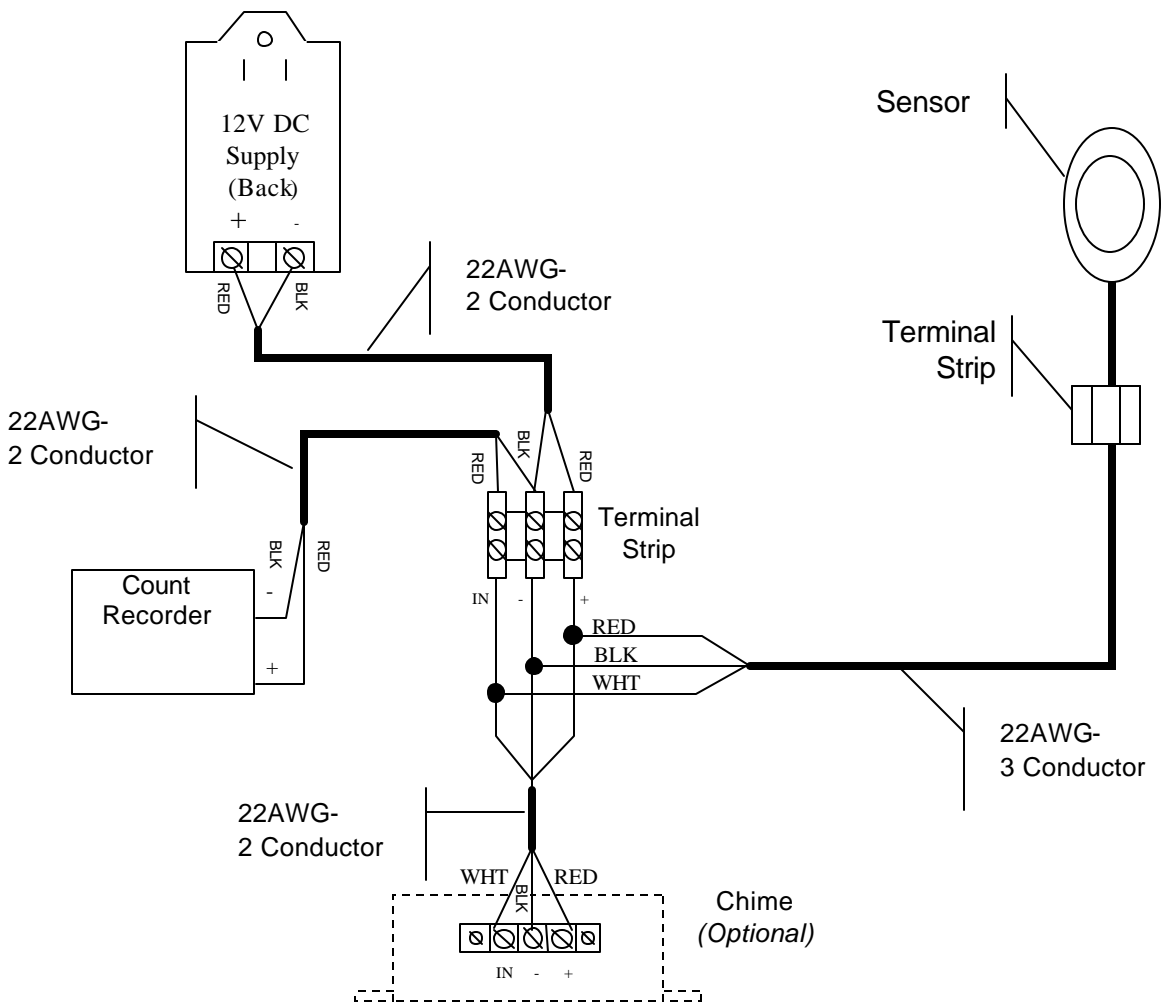 12V DC
Supply
(Back)
+ -
RED
BLK
Sensor
22AWG-
2 Conductor
Terminal
Strip
22AWG-
2 Conductor
RED
BLK
RED
Terminal
Strip
BLK
RED
Count
Recorder
-
+
IN - +
RED
BLK
WHT
22AWG-
3 Conductor
22AWG-
2 Conductor
WHT
BLK
RED
Chime
(Optional)
IN - +